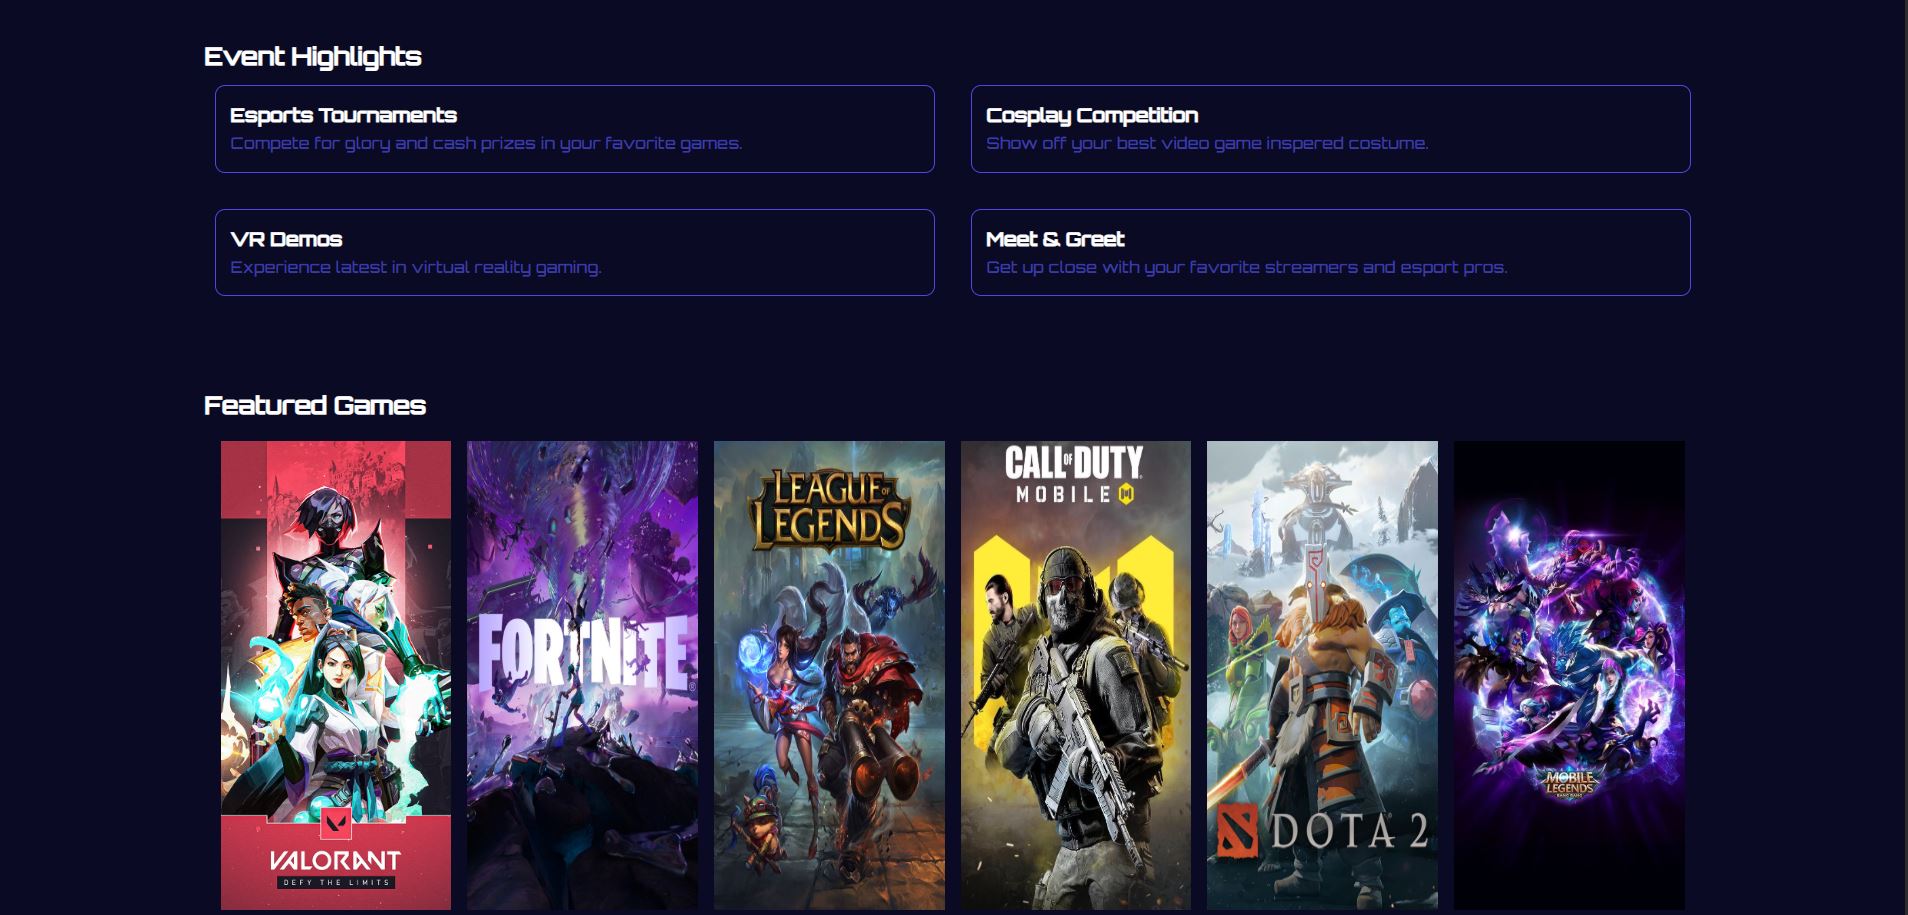 Event Highlights
Esports Tournaments
Compete for glory and cash prizes in your favorite games.
Cosplay Competition
Show off your best video game inspered costume.
VR Demos
Experience latest in virtual reality gaming.
Meet & Greet
Get up close with your favorite streamers and esport pros.
Featured Games
VALORANT
DEFY THE LIMITS
FORTNITE
LEAGUE OF
LEGENDS
CALL OF DUTY
MOBILE
DOTA 2
MOBILE
LEGENDS
BANG BANG